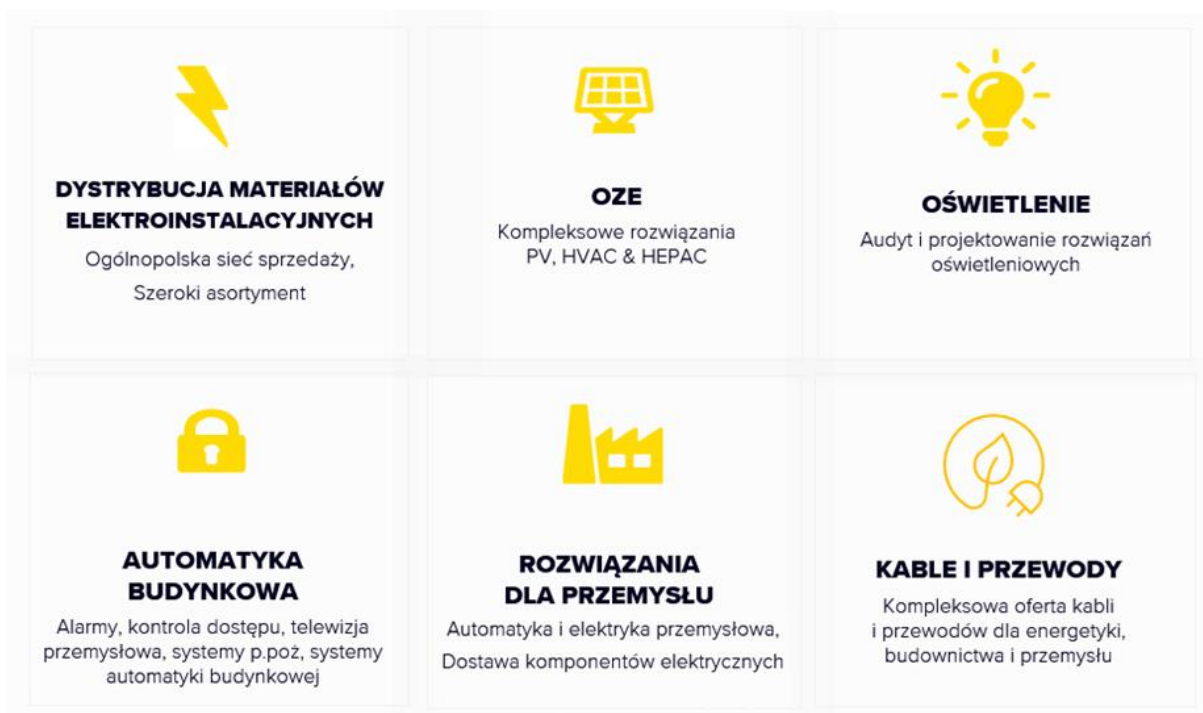 DYSTRYBUCJA MATERIAŁÓW
ELEKTROINSTALACYJNYCH
Ogólnopolska sieć sprzedaży,
Szeroki asortyment
OZE
Kompleksowe rozwiązania
PV, HVAC & HEPAC
OŚWIETLENIE
Audyt i projektowanie rozwiązań
oświetleniowych
AUTOMATYKA
BUDYNKOWA
Alarmy, kontrola dostępu, telewizja
przemysłowa, systemy p.poż, systemy
automatyki budynkowej
ROZWIĄZANIA
DLA PRZEMYSŁU
Automatyka i elektryka przemysłowa,
Dostawa komponentów elektrycznych
KABLE I PRZEWODY
Kompleksowa oferta kabli
i przewodów dla energetyki,
budownictwa i przemysłu